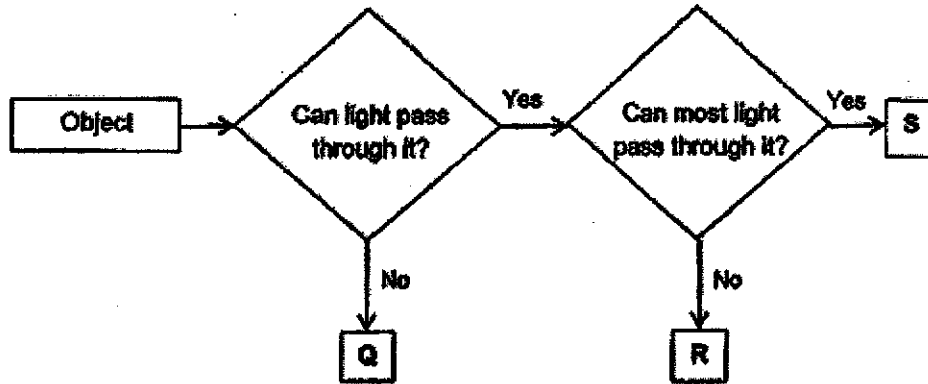 Object
Can light pass
through it?
Yes
Can most light
pass through it?
Yes
S
No
No
Q
R